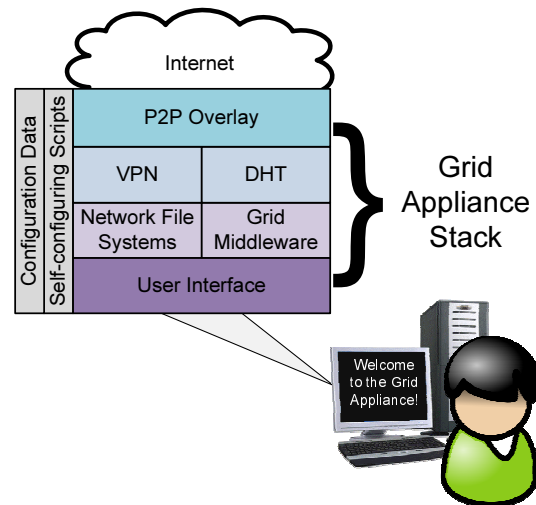 Internet
Configuration Data
Self-configuring Scripts
P2P Overlay
VPN
DHT
Network File
Systems
Grid
Middleware
User Interface
Grid
Appliance
Stack
Welcome
to the Grid
Appliance!